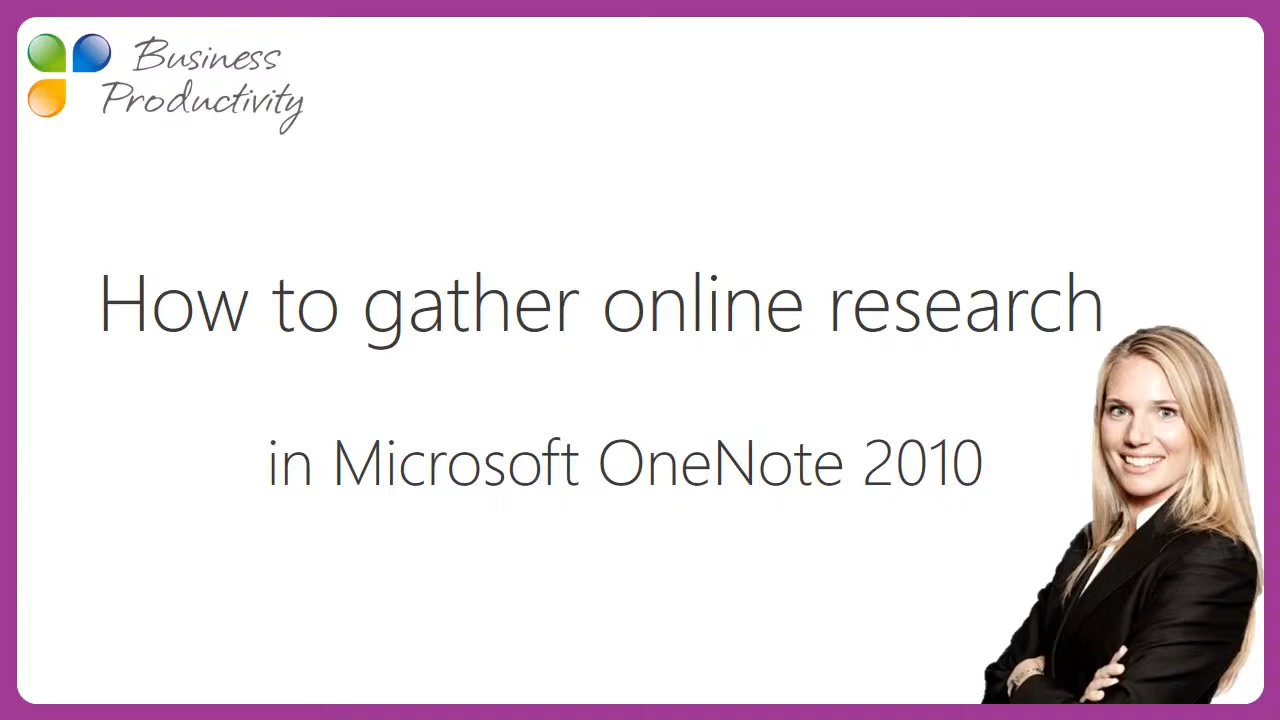 Business
Productivity
How to gather online research
in Microsoft OneNote 2010